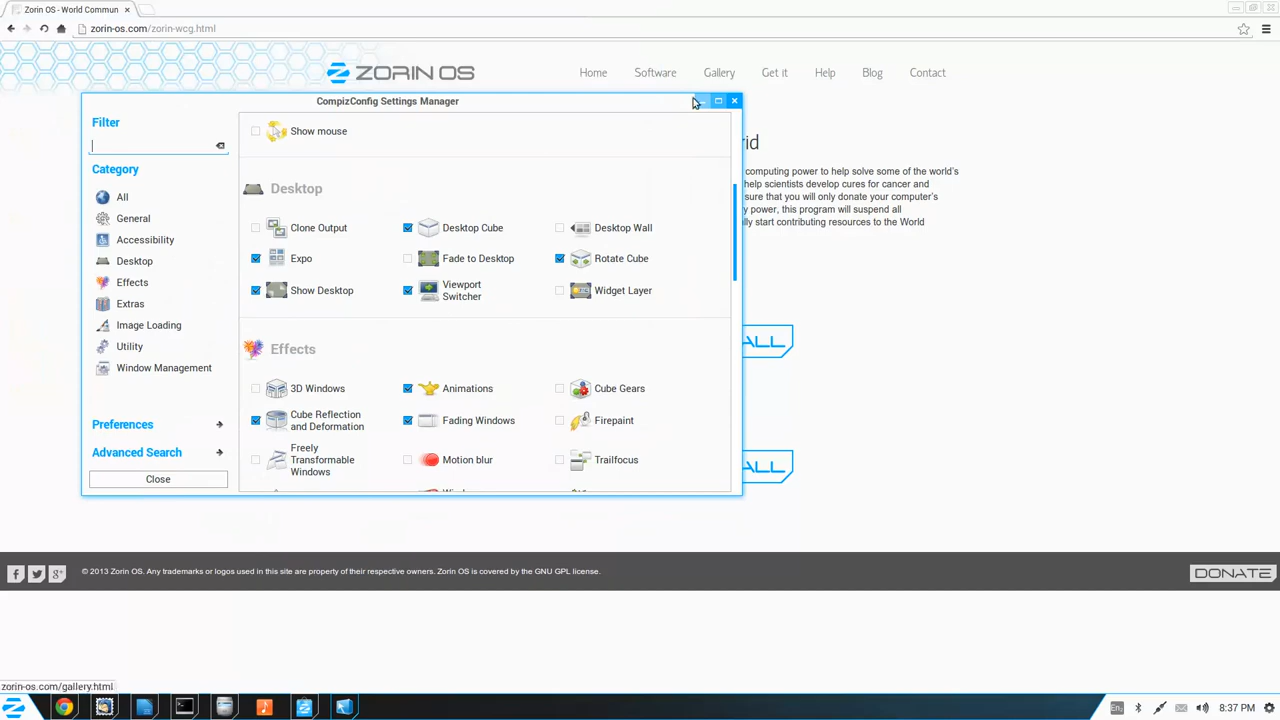 Zorin OS - World Commun
zorin-os.com/zorin-wcg.html
ZORIN OS
Home Software Gallery Get it Help Blog Contact
CompizConfig Settings Manager
Filter
Category
All
General
Accessibility
Desktop
Effects
Extras
Image Loading
Utility
Window Management
Preferences
Advanced Search
Close
Show mouse
Desktop
Clone Output
Desktop Cube
Desktop Wall
Expo
Fade to Desktop
Rotate Cube
Show Desktop
Viewport
Switcher
Widget Layer
Effects
3D Windows
Animations
Cube Gears
Cube Reflection
and Deformation
Fading Windows
Firepaint
Freely
Transformable
Windows
Motion blur
Trailfocus
rid
computing power to help solve some of the world's
help scientists develop cures for cancer and
sure that you will only donate your computer's
ry power, this program will suspend all
ally start contributing resources to the World
ALL
ALL
© 2013 Zorin OS. Any trademarks or logos used in this site are property of their respective owners. Zorin OS is covered by the GNU GPL license.
DONATE
zorin-os.com/gallery.html
En₂
8:37 PM